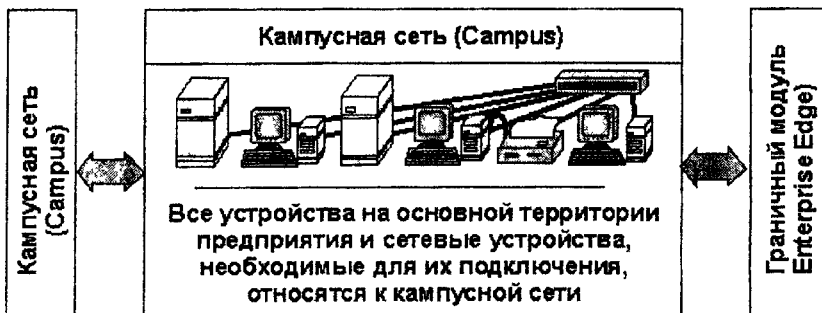 Кампусная сеть
(Campus)
Кампусная сеть (Campus)
Все устройства на основной территории
предприятия и сетевые устройства,
необходимые для их подключения,
относятся к кампусной сети
Граничный модуль
Enterprise Edge)